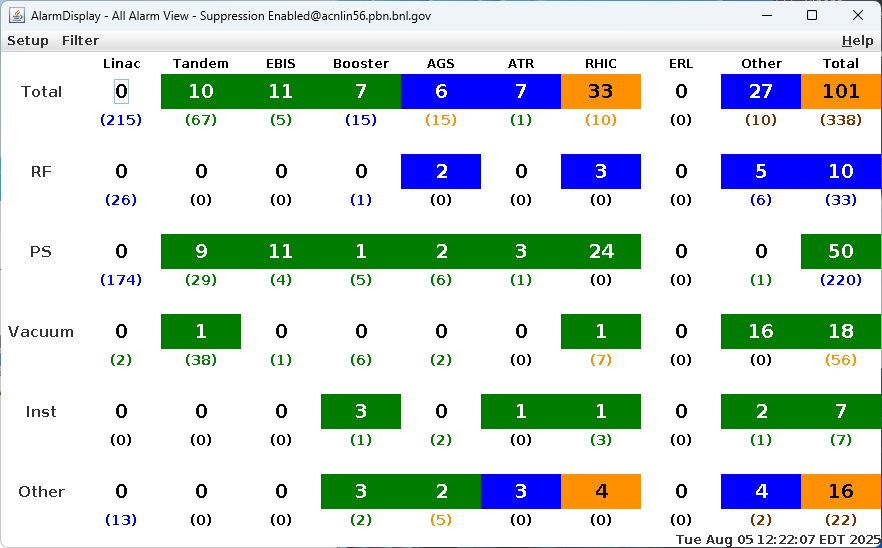 AlarmDisplay - All Alarm View - Suppression Enabled@acnlin56.pbn.bnl.gov
Setup Filter Help
Linac Tandem EBIS Booster AGS ATR RHIC ERL Other Total
Total 0 10 11 7 6 7 33 0 27 101
(215) (67) (5) (15) (15) (1) (10) (0) (10) (338)
RF 0 0 0 0 2 0 3 0 5 10
(26) (0) (0) (1) (0) (0) (0) (0) (6) (33)
PS 0 9 11 1 2 3 24 0 0 50
(174) (29) (4) (5) (6) (1) (0) (0) (1) (220)
Vacuum 0 1 0 0 0 0 1 0 16 18
(2) (38) (1) (6) (2) (0) (7) (0) (0) (56)
Inst 0 0 0 3 0 1 1 0 2 7
(0) (0) (0) (1) (2) (0) (3) (0) (1) (7)
Other 0 0 0 3 2 3 4 0 4 16
(13) (0) (0) (2) (5) (0) (0) (0) (2) (22)
Tue Aug 05 12:22:07 EDT 2025